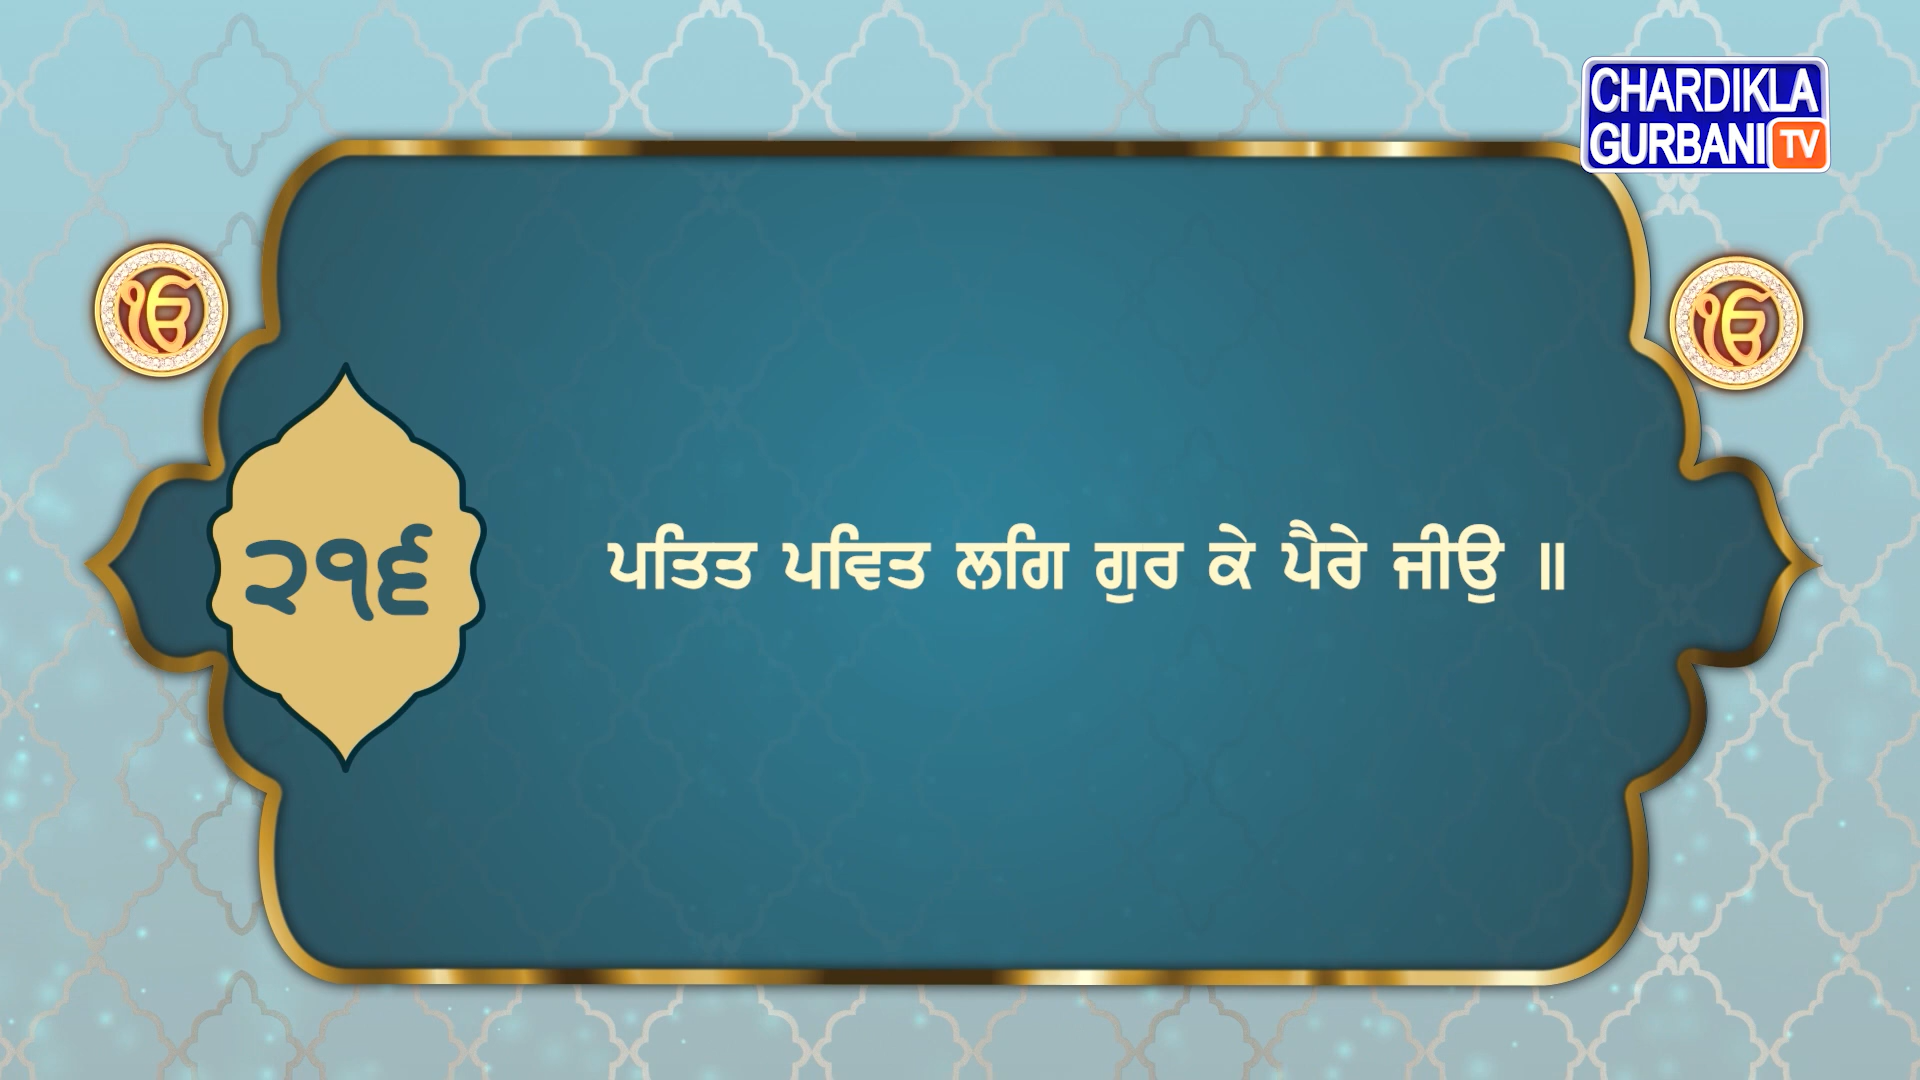 CHARDIKLA
GURBANI TV
ੴ
ੴ
੨੧੬
ਪਤਿਤ ਪਵਿਤ ਲਗਿ ਗੁਰ ਕੇ ਪੈਰੇ ਜੀਉ ॥